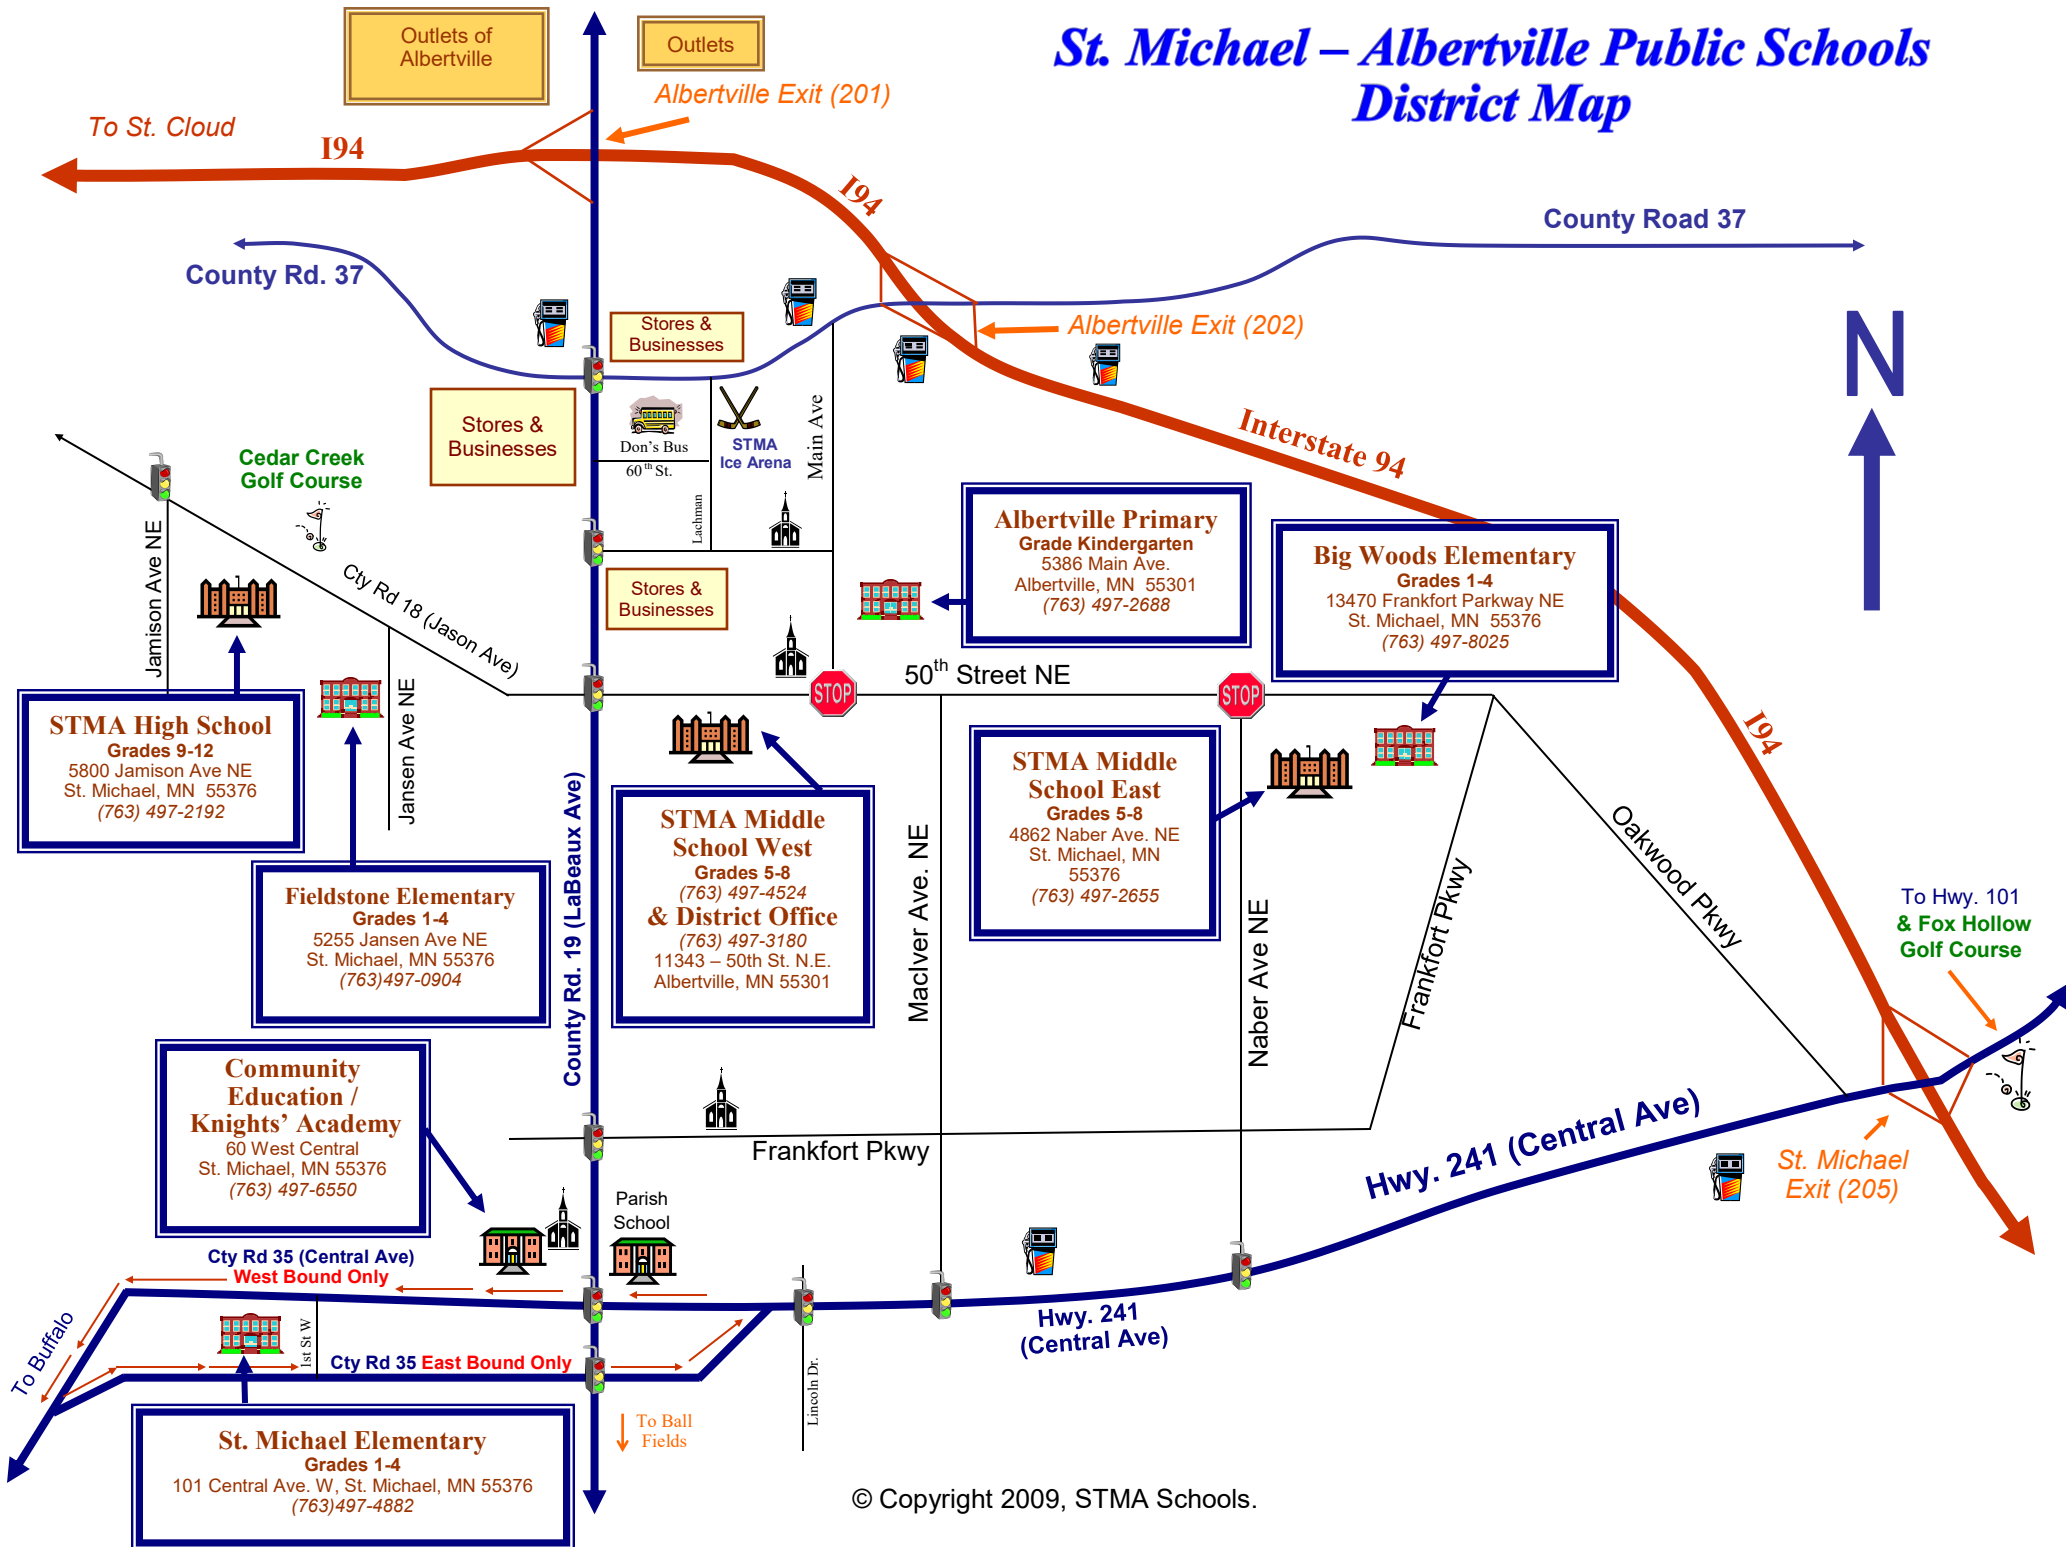 St. Michael – Albertville Public Schools
District Map
Outlets of
Albertville
Outlets
Albertville Exit (201)
To St. Cloud
I94
I94
County Road 37
County Rd. 37
Stores &
Businesses
Albertville Exit (202)
N
Stores &
Businesses
Don's Bus
60th St.
STMA
Ice Arena
Main Ave
Lachman
Interstate 94
Cedar Creek
Golf Course
Jamison Ave NE
Cty Rd 18 (Jason Ave)
Stores &
Businesses
Albertville Primary
Grade Kindergarten
5386 Main Ave.
Albertville, MN  55301
(763) 497-2688
Big Woods Elementary
Grades 1-4
13470 Frankfort Parkway NE
St. Michael, MN  55376
(763) 497-8025
50th Street NE
STOP
STOP
STMA High School
Grades 9-12
5800 Jamison Ave NE
St. Michael, MN  55376
(763) 497-2192
Jansen Ave NE
I94
STMA Middle
School West
Grades 5-8
(763) 497-4524
& District Office
(763) 497-3180
11343 – 50th St. N.E.
Albertville, MN 55301
STMA Middle
School East
Grades 5-8
4862 Naber Ave. NE
St. Michael, MN
55376
(763) 497-2655
County Rd. 19 (LaBeaux Ave)
MacIver Ave. NE
Naber Ave NE
Frankfort Pkwy
Oakwood Pkwy
Fieldstone Elementary
Grades 1-4
5255 Jansen Ave NE
St. Michael, MN 55376
(763)497-0904
To Hwy. 101
& Fox Hollow
Golf Course
Community
Education /
Knights' Academy
60 West Central
St. Michael, MN 55376
(763) 497-6550
Frankfort Pkwy
Hwy. 241 (Central Ave)
St. Michael
Exit (205)
Parish
School
Cty Rd 35 (Central Ave)
West Bound Only
Hwy. 241
(Central Ave)
To Buffalo
1st St W
Cty Rd 35 East Bound Only
Lincoln Dr.
To Ball
Fields
St. Michael Elementary
Grades 1-4
101 Central Ave. W, St. Michael, MN 55376
(763)497-4882
© Copyright 2009, STMA Schools.